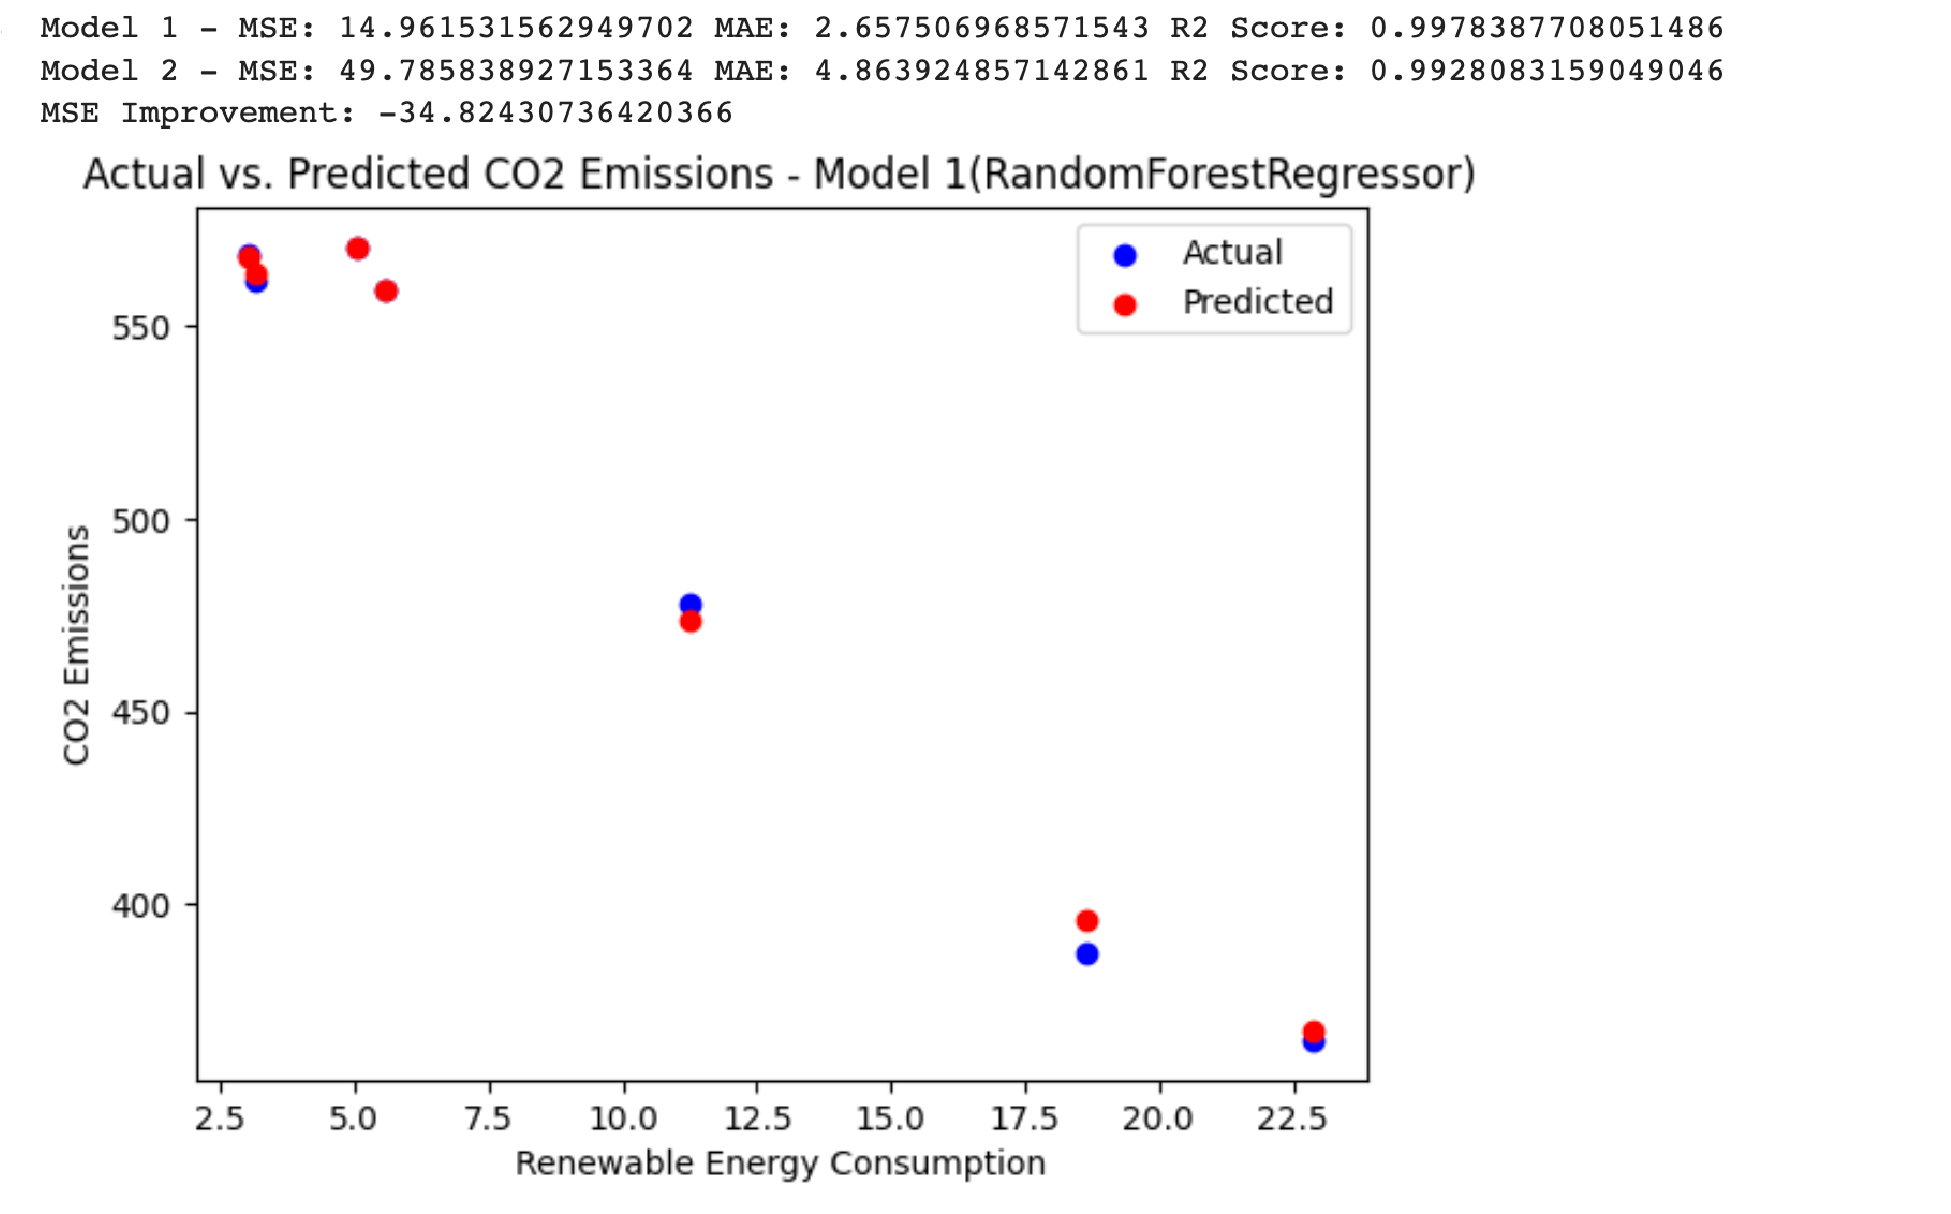 Model 1 - MSE: 14.961531562949702 MAE: 2.657506968571543 R2 Score: 0.9978387708051486
Model 2 - MSE: 49.785838927153364 MAE: 4.863924857142861 R2 Score: 0.9928083159049046
MSE Improvement: -34.82430736420366
Actual vs. Predicted CO2 Emissions - Model 1(RandomForestRegressor)
Actual
Predicted
550
500
450
400
CO2 Emissions
2.5 5.0 7.5 10.0 12.5 15.0 17.5 20.0 22.5
Renewable Energy Consumption